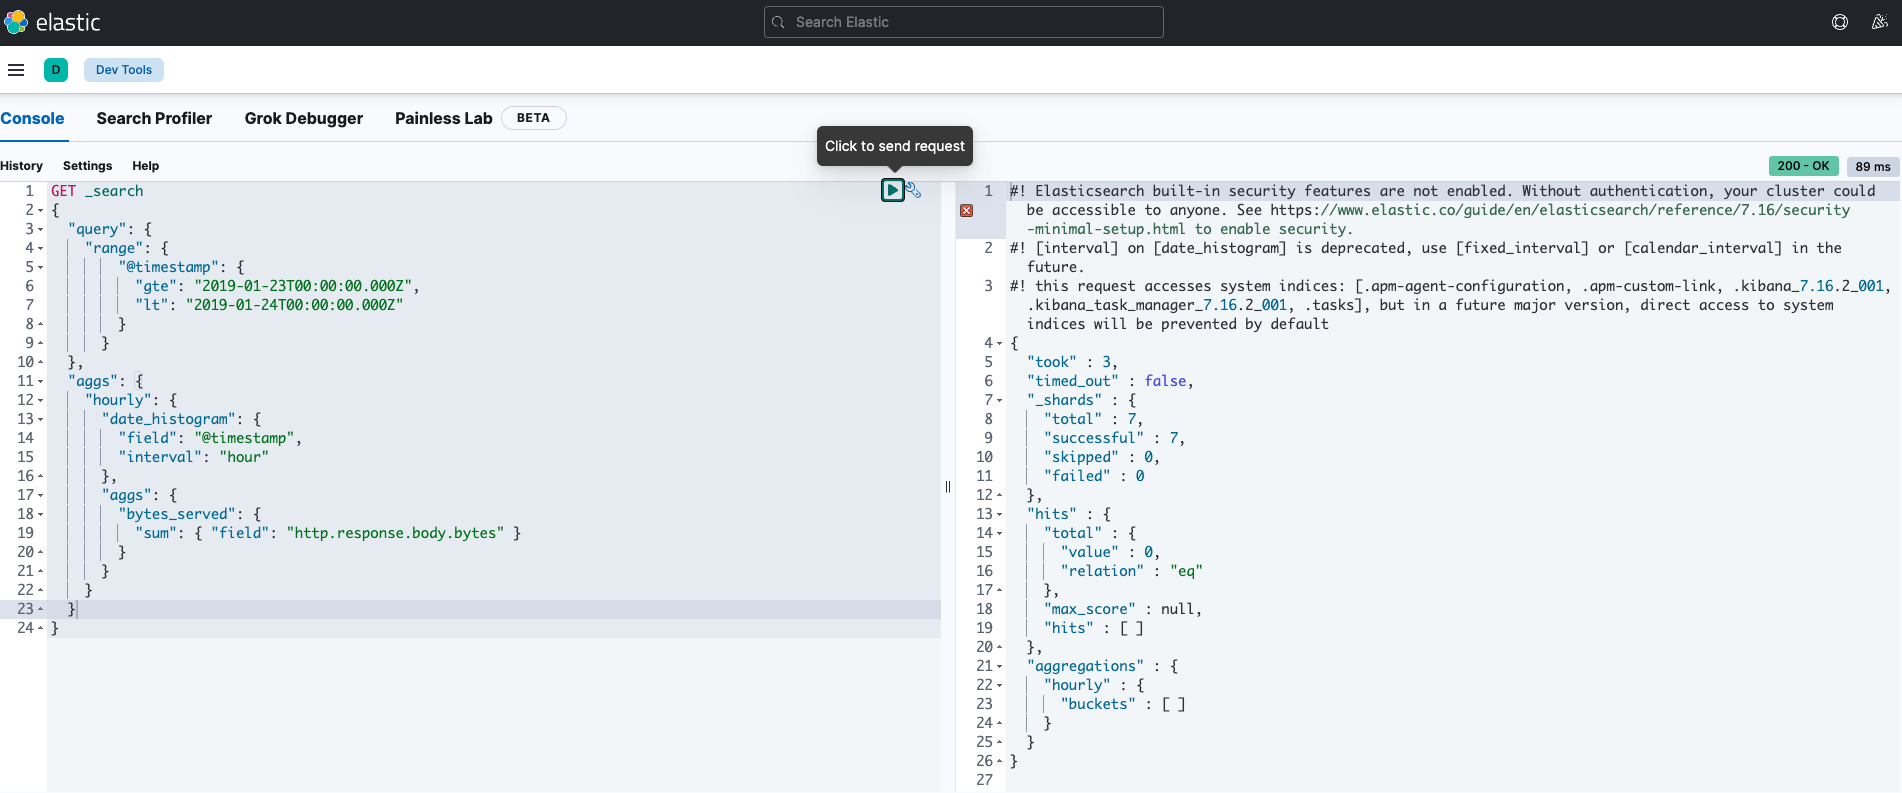 elastic
Search Elastic
D
Dev Tools
Console
Search Profiler
Grok Debugger
Painless Lab
BETA
Click to send request
History
Settings
Help
200 - OK
89 ms
1 GET _search
2 {
3   "query": {
4     "range": {
5         "@timestamp": {
6           "gte": "2019-01-23T00:00:00.000Z",
7           "lt": "2019-01-24T00:00:00.000Z"
8         }
9       }
10   },
11   "aggs": {
12     "hourly": {
13       "date_histogram": {
14         "field": "@timestamp",
15         "interval": "hour"
16       },
17       "aggs": {
18         "bytes_served": {
19           "sum": { "field": "http.response.body.bytes" }
20         }
21       }
22     }
23   }
24 }
1 #! Elasticsearch built-in security features are not enabled. Without authentication, your cluster could
be accessible to anyone. See https://www.elastic.co/guide/en/elasticsearch/reference/7.16/security
-minimal-setup.html to enable security.
2 #! [interval] on [date_histogram] is deprecated, use [fixed_interval] or [calendar_interval] in the
future.
3 #! this request accesses system indices: [.apm-agent-configuration, .apm-custom-link, .kibana_7.16.2_001,
.kibana_task_manager_7.16.2_001, .tasks], but in a future major version, direct access to system
indices will be prevented by default
4 {
5   "took" : 3,
6   "timed_out" : false,
7   "_shards" : {
8     "total" : 7,
9     "successful" : 7,
10     "skipped" : 0,
11     "failed" : 0
12   },
13   "hits" : {
14     "total" : {
15       "value" : 0,
16       "relation" : "eq"
17     },
18     "max_score" : null,
19     "hits" : [ ]
20   },
21   "aggregations" : {
22     "hourly" : {
23       "buckets" : [ ]
24     }
25   }
26 }
27